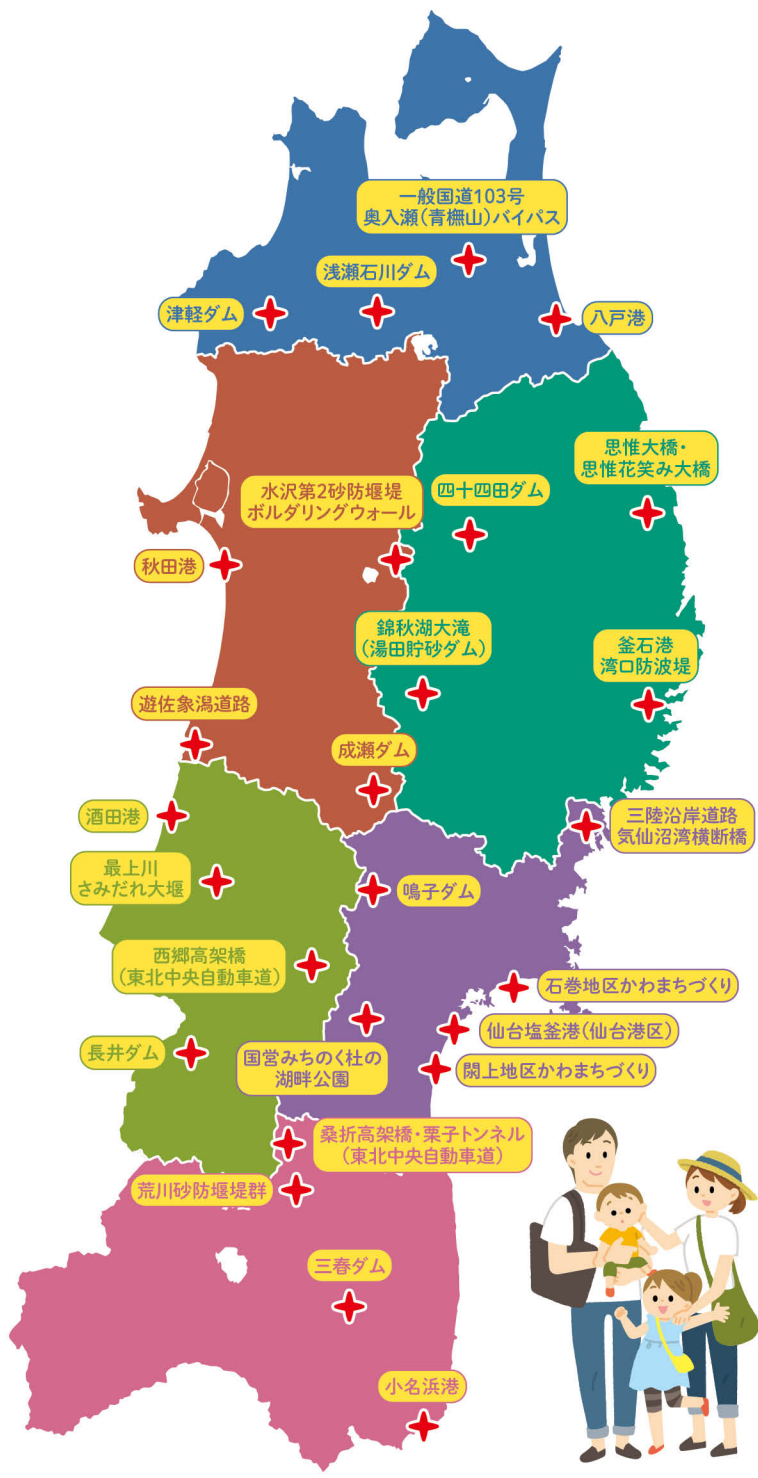 一般国道103号
奥入瀬(青橅山)バイパス
浅瀬石川ダム
津軽ダム
八戸港
思惟大橋・
思惟花笑み大橋
水沢第2砂防堰堤
ボルダリングウォール
四十四田ダム
秋田港
錦秋湖大滝
(湯田貯砂ダム)
釜石港
湾口防波堤
遊佐象潟道路
成瀬ダム
酒田港
三陸沿岸道路
気仙沼湾横断橋
最上川
さみだれ大堰
鳴子ダム
西郷高架橋
(東北中央自動車道)
石巻地区かわまちづくり
仙台塩釜港(仙台港区)
長井ダム
国営みちのく杜の
湖畔公園
閖上地区かわまちづくり
桑折高架橋・栗子トンネル
(東北中央自動車道)
荒川砂防堰堤群
三春ダム
小名浜港